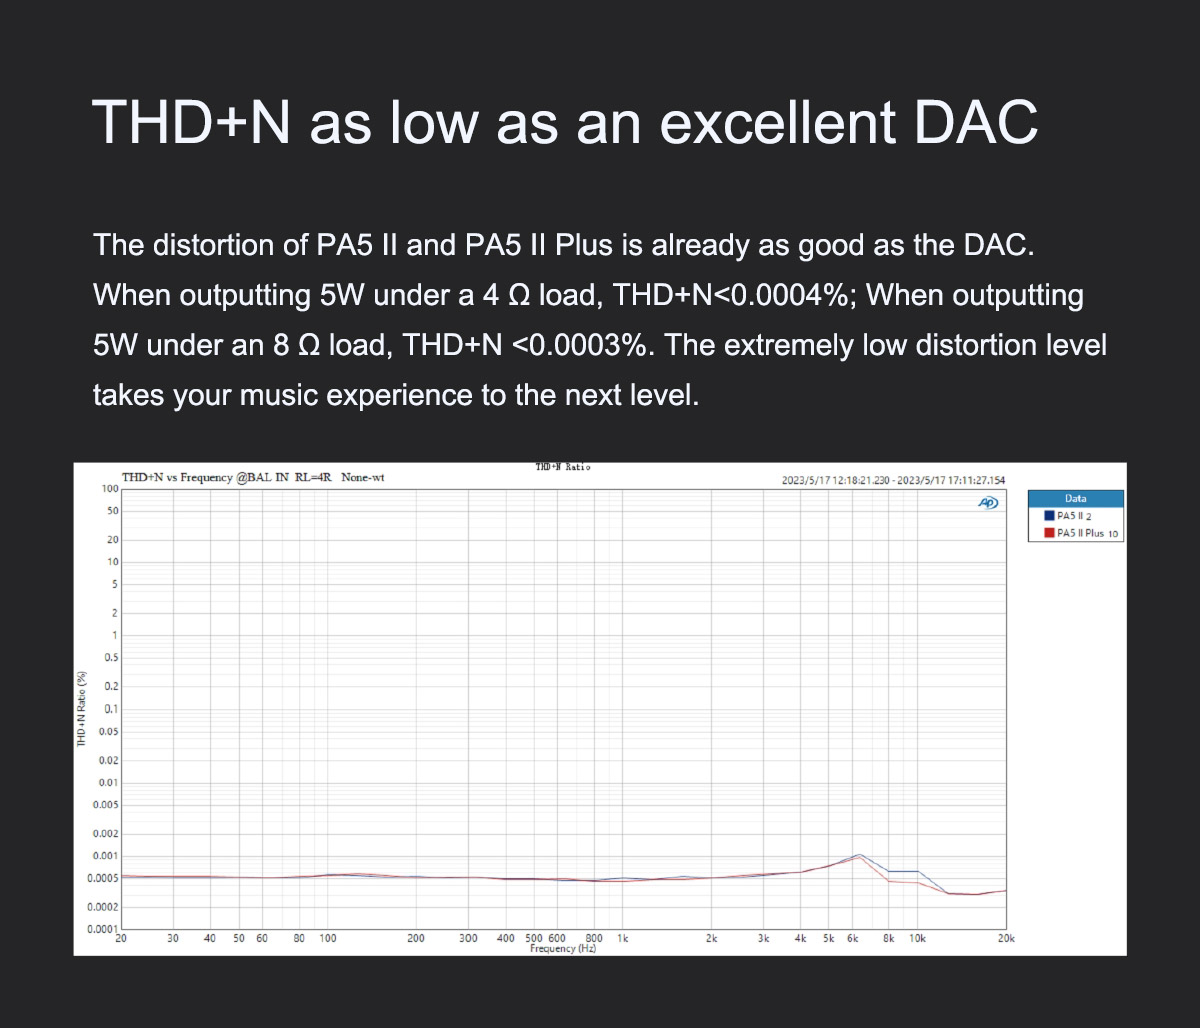 THD+N as low as an excellent DAC
The distortion of PA5 II and PA5 II Plus is already as good as the DAC.
When outputting 5W under a 4 Ω load, THD+N<0.0004%; When outputting
5W under an 8 Ω load, THD+N <0.0003%. The extremely low distortion level
takes your music experience to the next level.
THD+N Ratio
THD+N vs Frequency @BAL IN RL=4R None-wt
2023/5/17 12:18:21.230 - 2023/5/17 17:11:27.154
AP
Data
PA5 II 2
PA5 II Plus 10
THD+N Ratio (%)
100
50
20
10
5
2
1
0.5
0.2
0.1
0.05
0.02
0.01
0.005
0.002
0.001
0.0005
0.0002
0.0001
20 30 40 50 60 80 100 200 300 400 500 600 800 1k 2k 3k 4k 5k 6k 8k 10k 20k
Frequency (Hz)